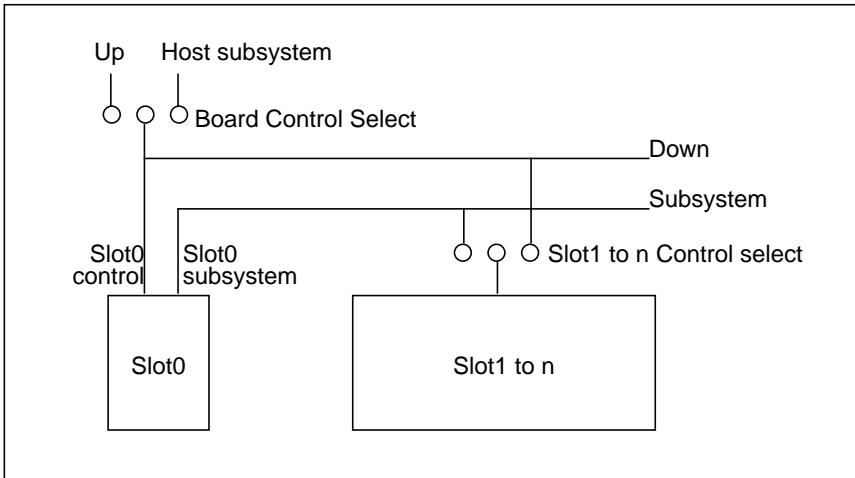 Up
Host subsystem
Board Control Select
Down
Subsystem
Slot0
control
Slot0
subsystem
Slot1 to n Control select
Slot0
Slot1 to n